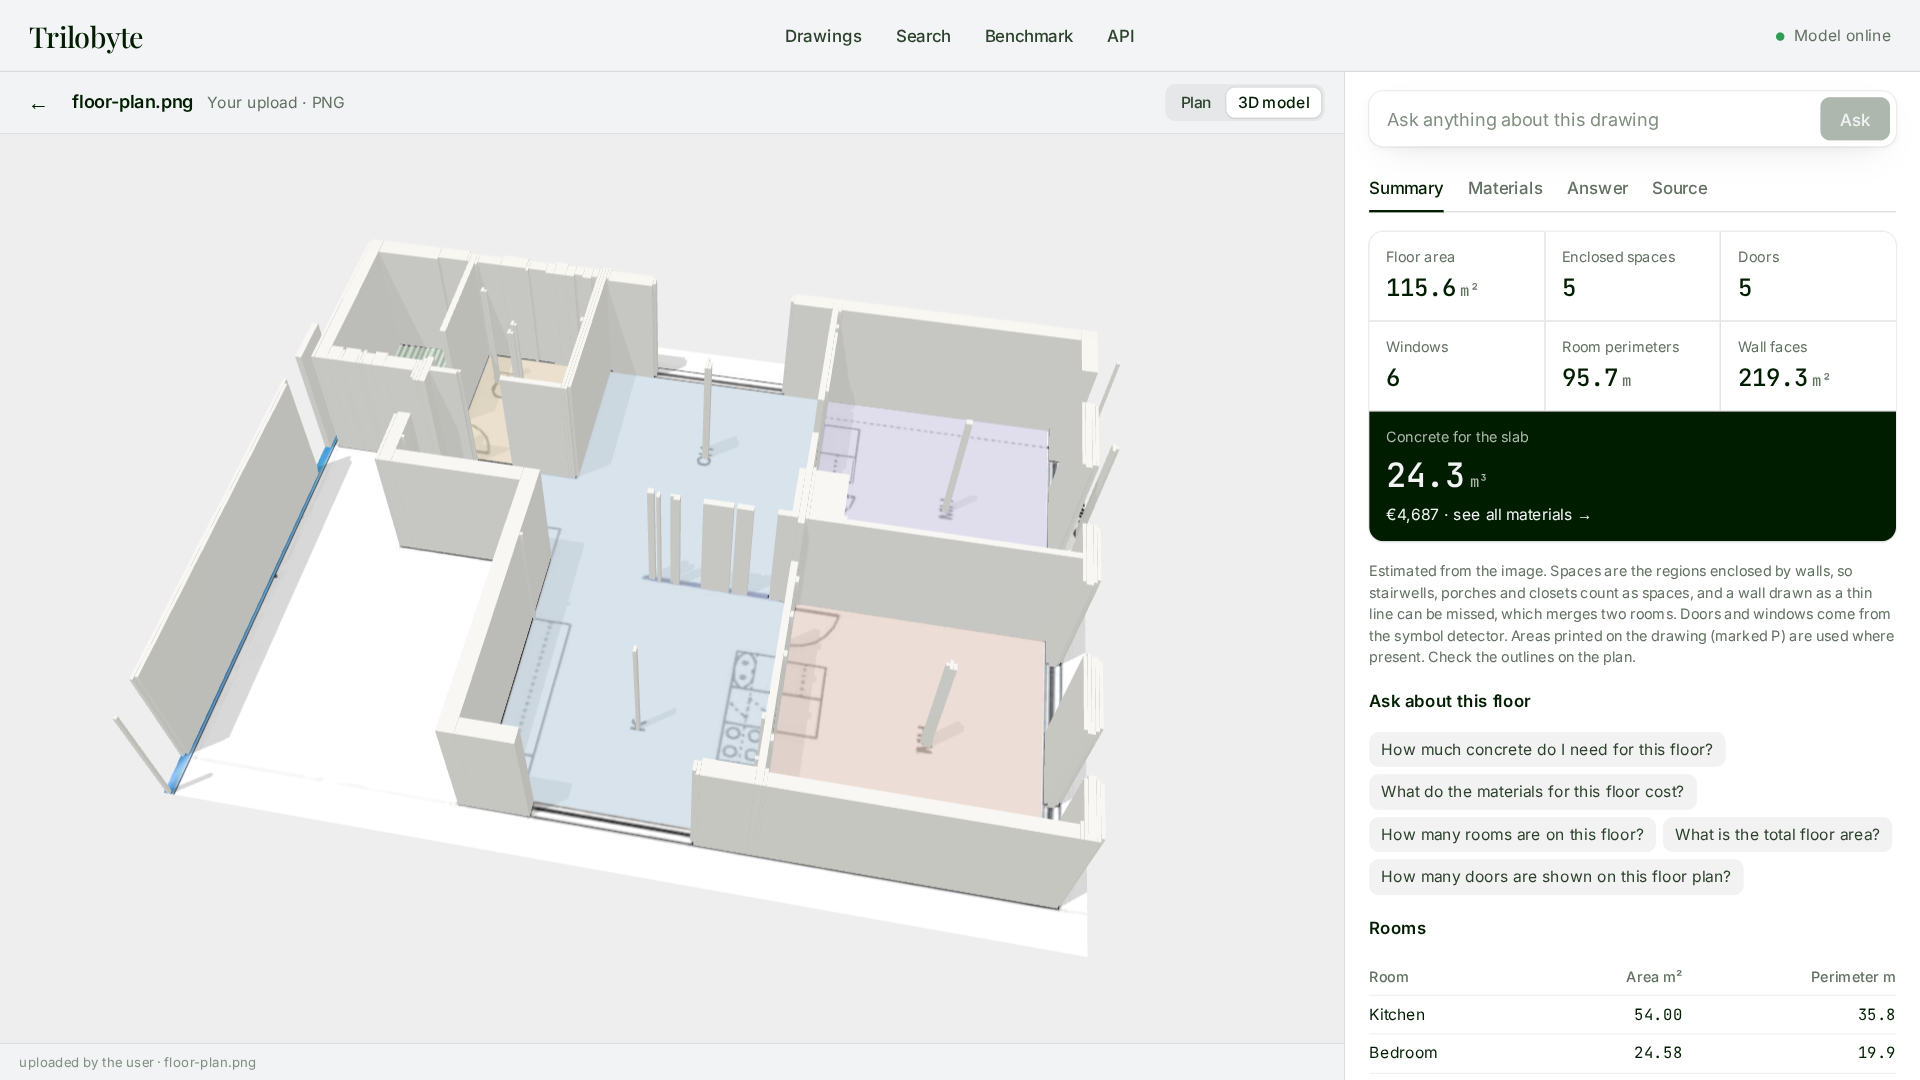 Trilobyte
Drawings
Search
Benchmark
API
Model online
←
floor-plan.png
Your upload · PNG
Plan
3D model
Ask anything about this drawing
Ask
Summary
Materials
Answer
Source
Floor area
115.6 m²
Enclosed spaces
5
Doors
5
Windows
6
Room perimeters
95.7 m
Wall faces
219.3 m²
Concrete for the slab
24.3 m³
€4,687 · see all materials →
Estimated from the image. Spaces are the regions enclosed by walls, so
stairwells, porches and closets count as spaces, and a wall drawn as a thin
line can be missed, which merges two rooms. Doors and windows come from
the symbol detector. Areas printed on the drawing (marked P) are used where
present. Check the outlines on the plan.
Ask about this floor
How much concrete do I need for this floor?
What do the materials for this floor cost?
How many rooms are on this floor?
What is the total floor area?
How many doors are shown on this floor plan?
Rooms
Room
Area m²
Perimeter m
Kitchen
54.00
35.8
Bedroom
24.58
19.9
uploaded by the user · floor-plan.png